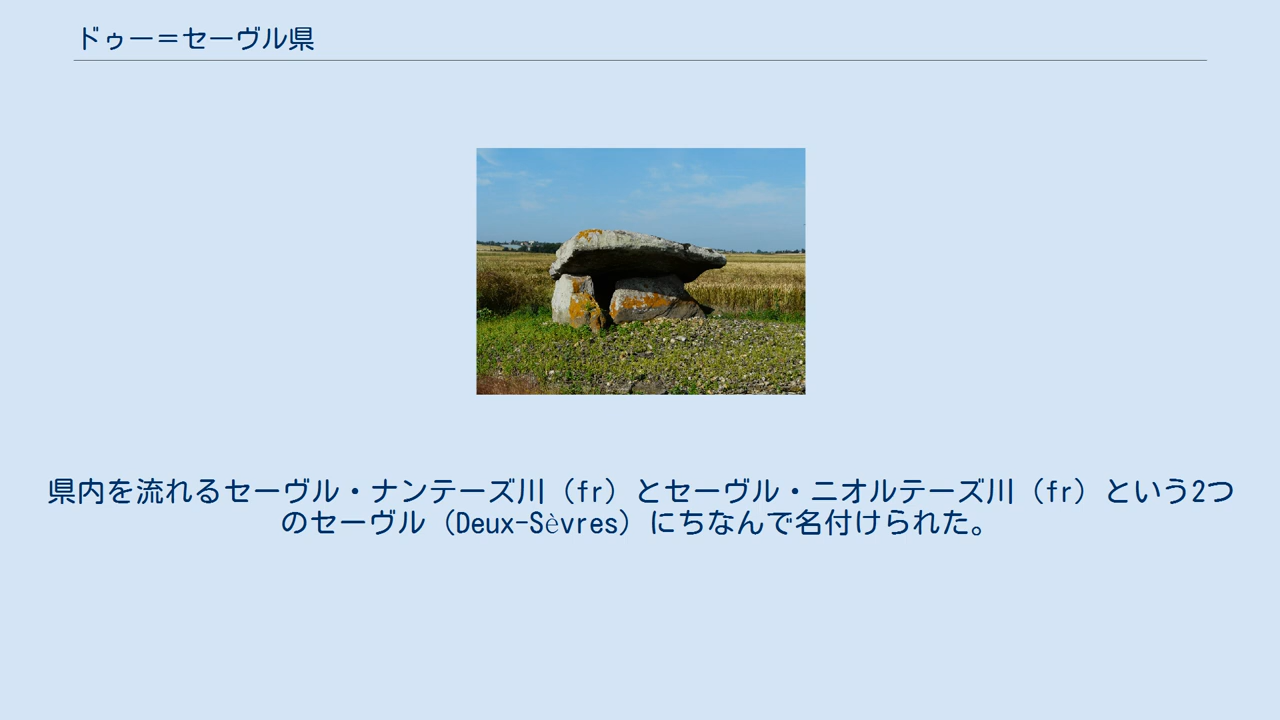 ドゥー＝セーヴル県
県内を流れるセーヴル・ナンテーズ川（fr）とセーヴル・ニオルテーズ川（fr）という2つ
のセーヴル（Deux-Sèvres）にちなんで名付けられた。